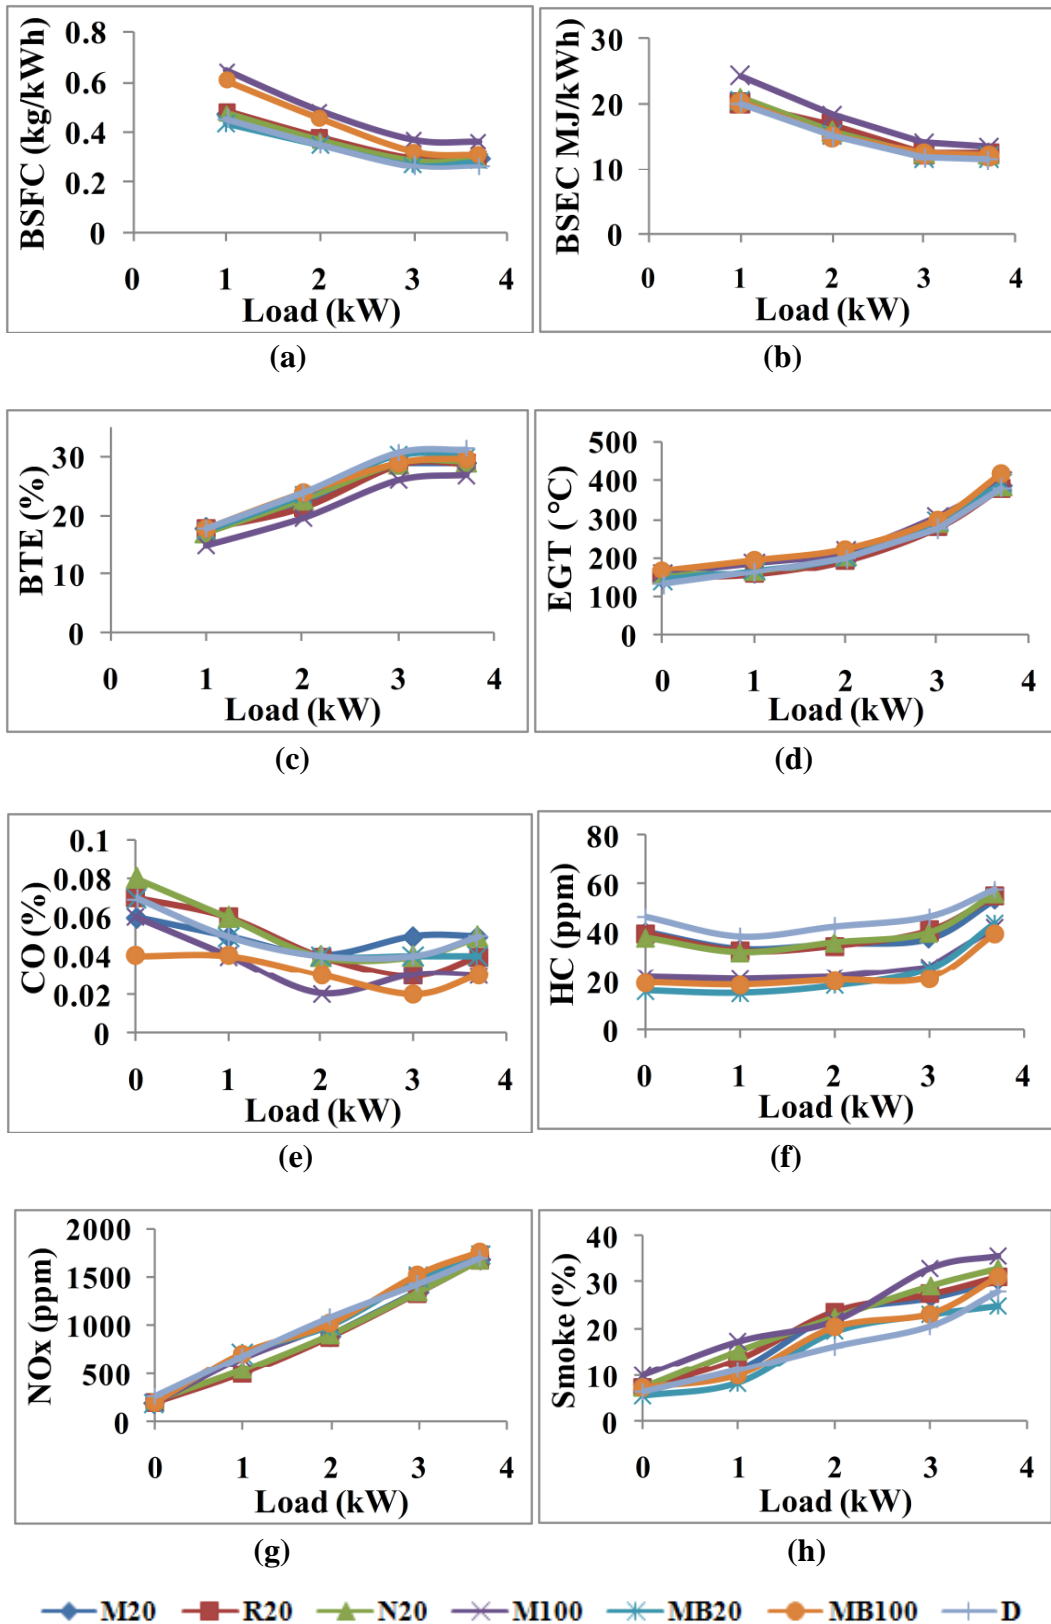 0.8
0.6
0.4
0.2
0
BSFC (kg/kWh)
0 1 2 3 4
Load (kW)
(a)
30
20
10
0
BSEC MJ/kWh
0 1 2 3 4
Load (kW)
(b)
30
20
10
0
BTE (%)
0 1 2 3 4
Load (kW)
(c)
500
400
300
200
100
0
EGT (°C)
0 1 2 3 4
Load (kW)
(d)
0.1
0.08
0.06
0.04
0.02
0
CO (%)
0 1 2 3 4
Load (kW)
(e)
80
60
40
20
0
HC (ppm)
0 1 2 3 4
Load (kW)
(f)
2000
1500
1000
500
0
NOx (ppm)
0 1 2 3 4
Load (kW)
(g)
40
30
20
10
0
Smoke (%)
0 1 2 3 4
Load (kW)
(h)
M20 R20 N20 M100 MB20 MB100 D